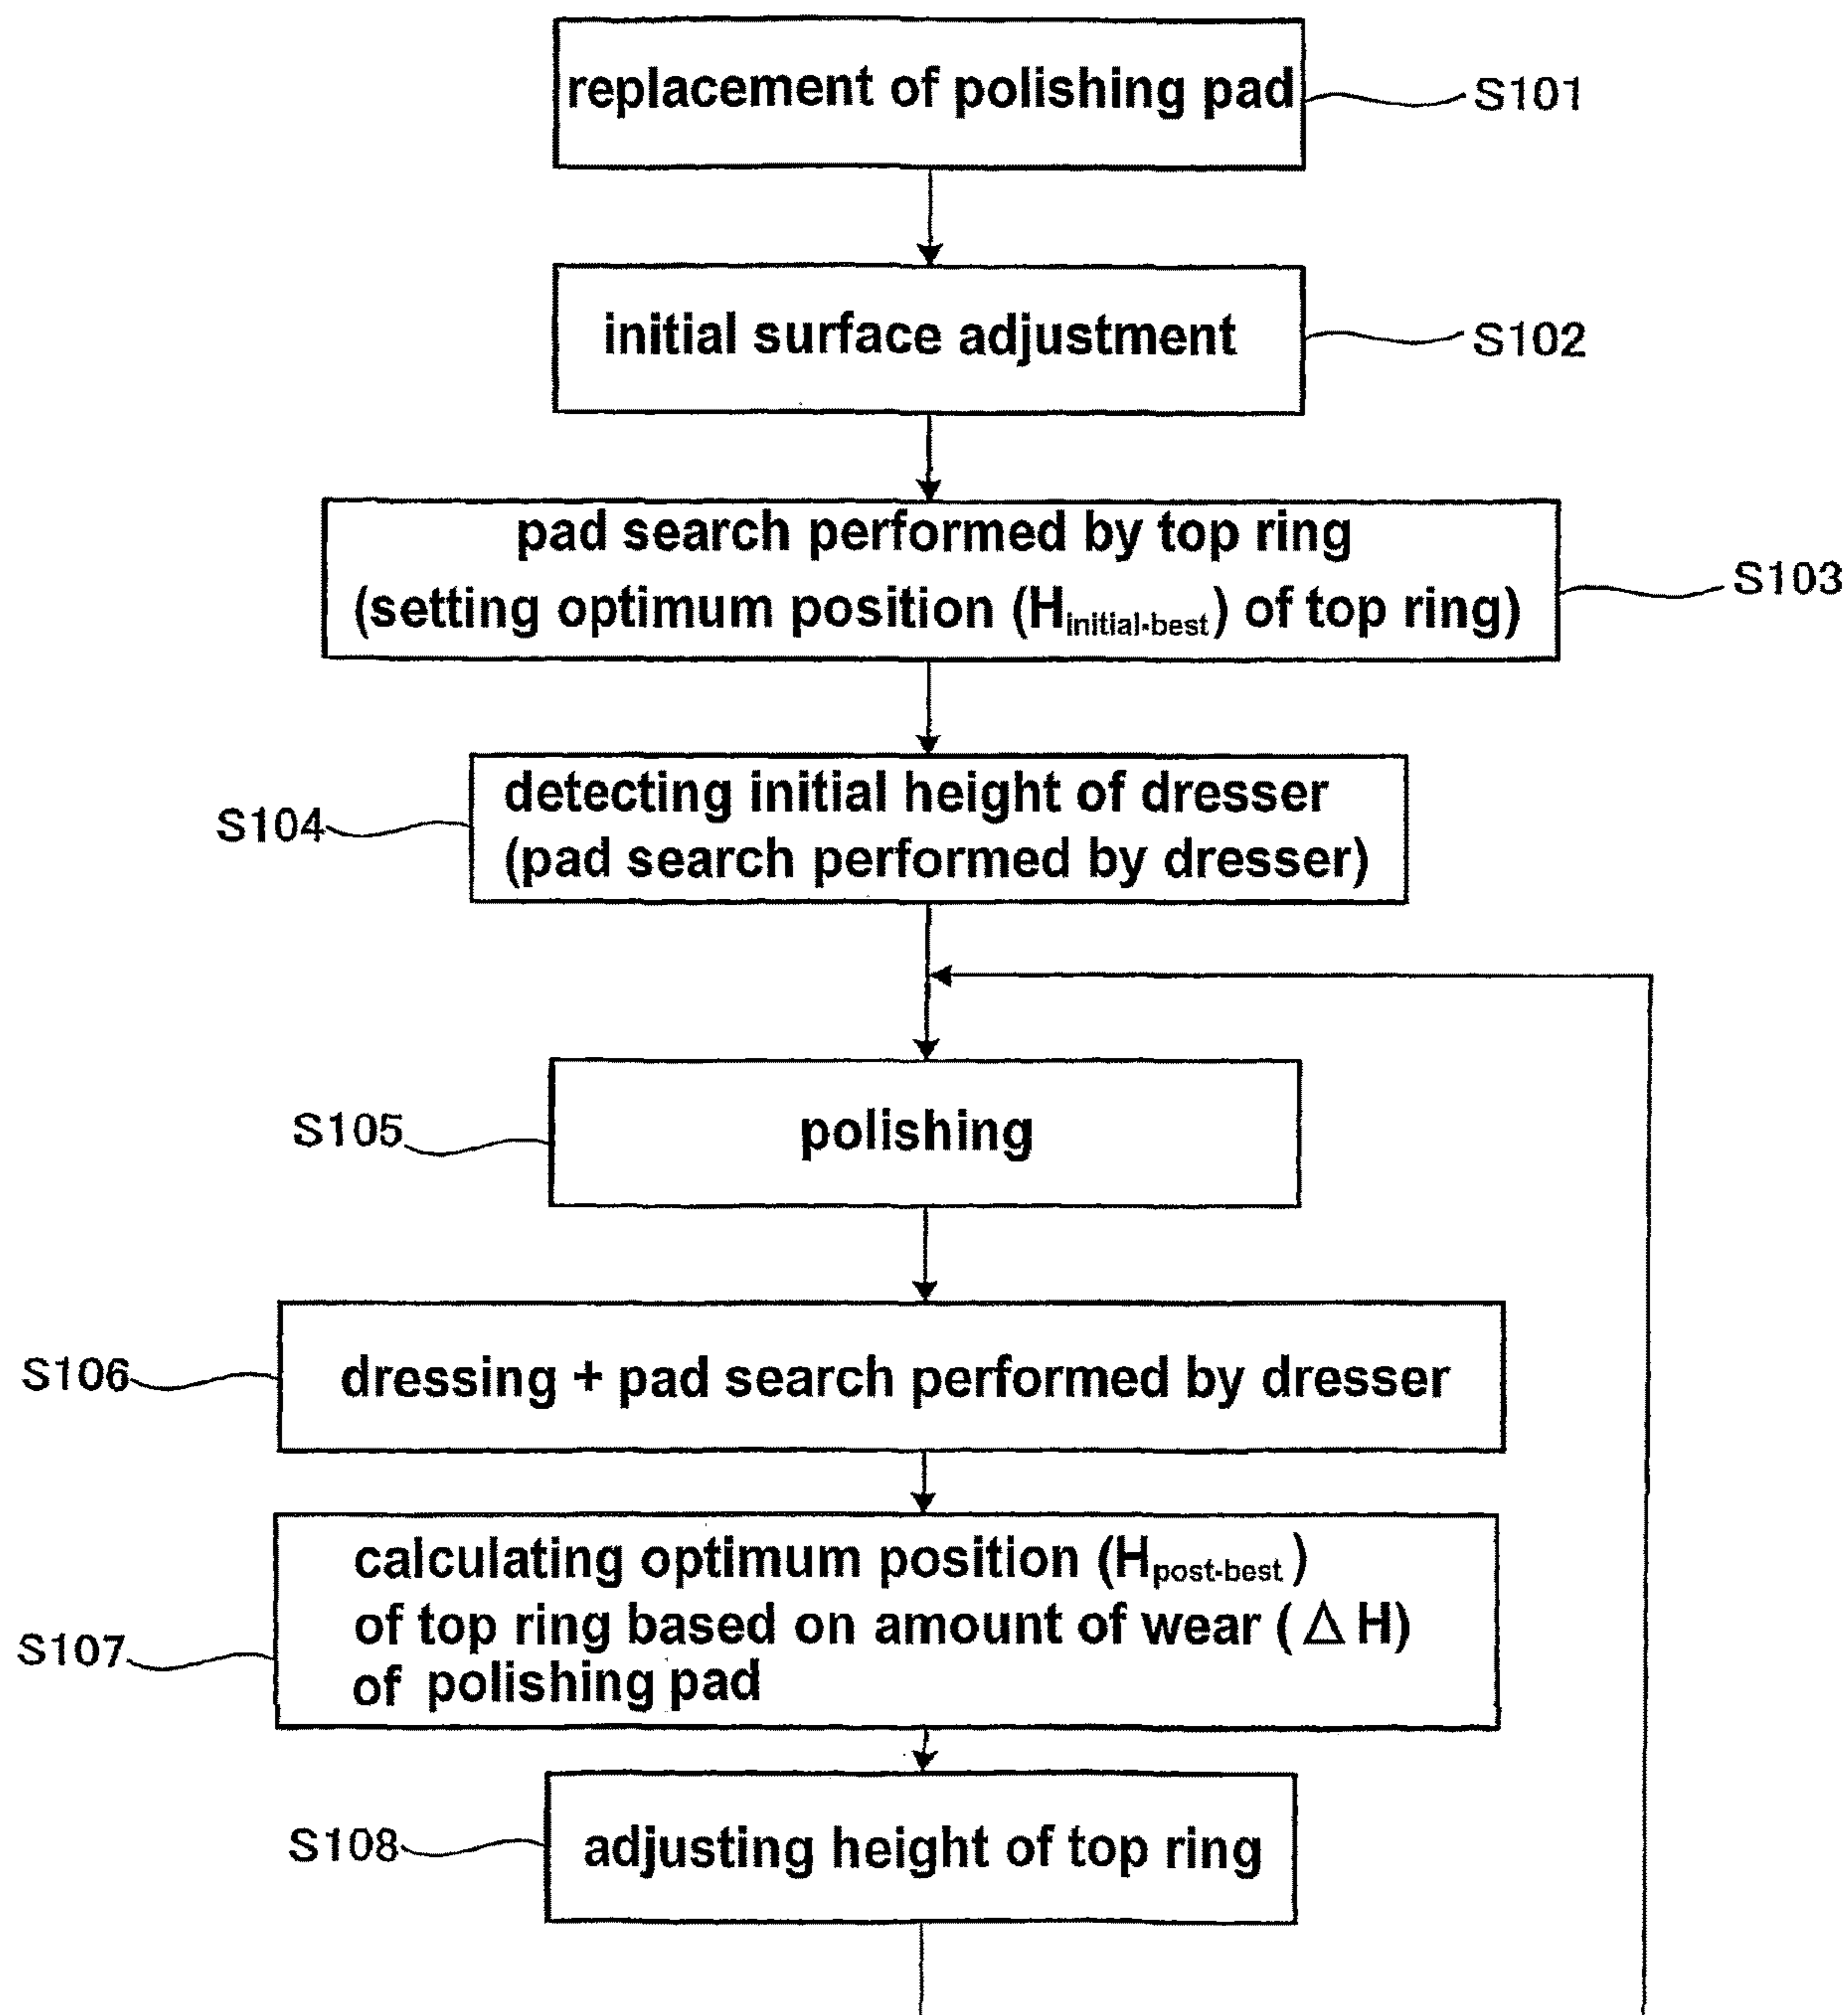 replacement of polishing pad
S101
initial surface adjustment
S102
pad search performed by top ring
(setting optimum position (Hinitial-best) of top ring)
S103
detecting initial height of dresser
(pad search performed by dresser)
S104
polishing
S105
dressing + pad search performed by dresser
S106
calculating optimum position (Hpost-best)
of top ring based on amount of wear (△H)
of polishing pad
S107
adjusting height of top ring
S108